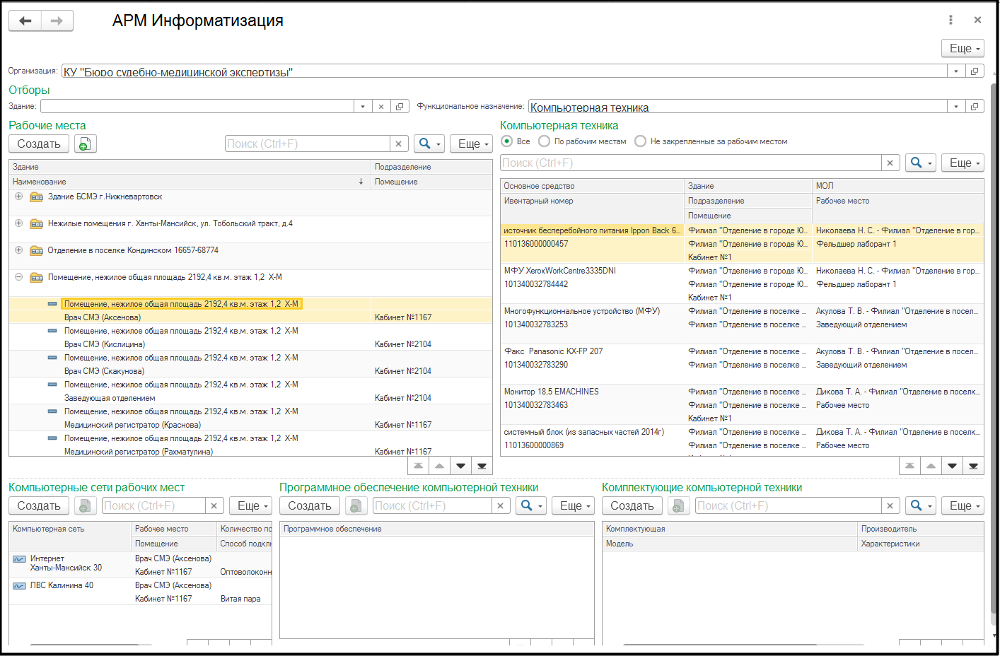 АРМ Информатизация
Еще
Организация: КУ "Бюро судебно-медицинской экспертизы"
Отборы
Здание: Функциональное назначение: Компьютерная техника
Рабочие места
Создать Поиск (Ctrl+F) Еще
Здание Подразделение
Наименование Помещение
Здание БСМЭ г.Нижневартовск
Нежилые помещения г. Ханты-Мансийск, ул. Тобольский тракт, д.4
Отделение в поселке Кондинском 16657-68774
Помещение, нежилое общая площадь 2192,4 кв.м. этаж 1,2 Х-М
Помещение, нежилое общая площадь 2192,4 кв.м. этаж 1,2 Х-М
Врач СМЭ (Аксенова) Кабинет №1167
Помещение, нежилое общая площадь 2192,4 кв.м. этаж 1,2 Х-М
Врач СМЭ (Кислицина) Кабинет №2104
Помещение, нежилое общая площадь 2192,4 кв.м. этаж 1,2 Х-М
Врач СМЭ (Скакунова) Кабинет №2104
Помещение, нежилое общая площадь 2192,4 кв.м. этаж 1,2 Х-М
Заведующая отделением Кабинет №2104
Помещение, нежилое общая площадь 2192,4 кв.м. этаж 1,2 Х-М
Медицинский регистратор (Краснова) Кабинет №1167
Помещение, нежилое общая площадь 2192,4 кв.м. этаж 1,2 Х-М
Медицинский регистратор (Рахматулина) Кабинет №1167
Компьютерная техника
Все По рабочим местам Не закрепленные за рабочим местом
Поиск (Ctrl+F) Еще
Основное средство Здание МОЛ
Ивентарный номер Подразделение Рабочее место
Помещение
источник бесперебойного питания Ippon Back 6... Филиал "Отделение в городе Ю... Николаева Н. С. - Филиал "Отделение в гор...
110136000000457 Филиал "Отделение в городе Ю... Фельдшер лаборант 1
Кабинет №1
МФУ XeroxWorkCentre3335DNI Филиал "Отделение в городе Ю... Николаева Н. С. - Филиал "Отделение в гор...
101340032784442 Филиал "Отделение в городе Ю... Фельдшер лаборант 1
Кабинет №1
Многофункциональное устройство (МФУ) Филиал "Отделение в поселке ... Акулова Т. В. - Филиал "Отделение в посел...
101340032783253 Филиал "Отделение в поселке ... Заведующий отделением
Факс Panasonic KX-FP 207 Филиал "Отделение в поселке ... Акулова Т. В. - Филиал "Отделение в посел...
101340032783290 Филиал "Отделение в поселке ... Заведующий отделением
Монитор 18,5 EMACHINES Филиал "Отделение в поселке ... Дикова Т. А. - Филиал "Отделение в поселк...
101340032783463 Филиал "Отделение в поселке ... Рабочее место
Кабинет №1
системный блок (из запасных частей 2014г) Филиал "Отделение в поселке ... Дикова Т. А. - Филиал "Отделение в поселк...
11013600000869 Филиал "Отделение в поселке ... Рабочее место
Компьютерные сети рабочих мест
Создать Поиск (Ctrl+F) Еще
Компьютерная сеть Рабочее место Количество по
Помещение Способ подкл
Интернет Врач СМЭ (Аксенова)
Ханты-Мансийск 30 Кабинет №1167 Оптоволокон
ЛВС Калинина 40 Врач СМЭ (Аксенова)
Кабинет №1167 Витая пара
Программное обеспечение компьютерной техники
Создать Поиск (Ctrl+F) Еще
Программное обеспечение
Комплектующие компьютерной техники
Создать Поиск (Ctrl+F) Еще
Комплектующая Производитель
Модель Характеристики